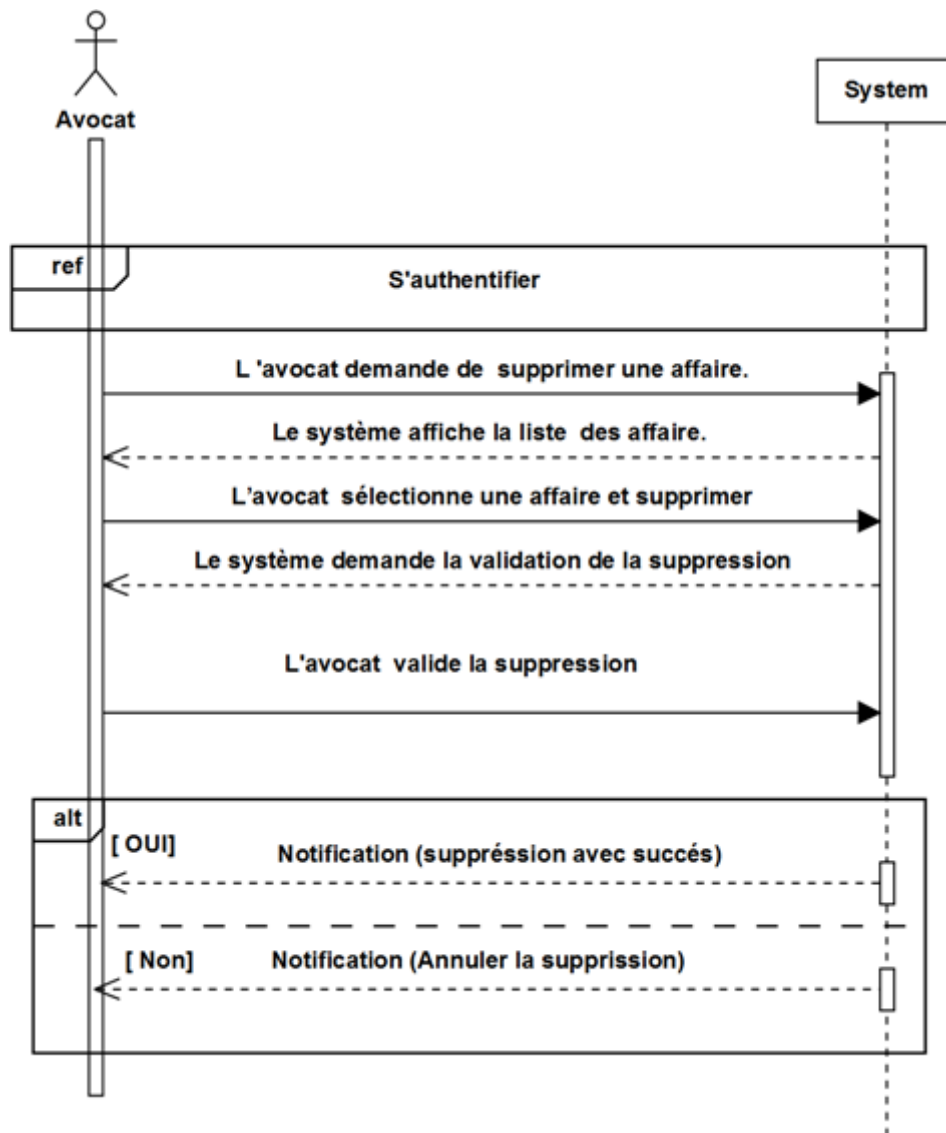 Avocat
System
ref
S'authentifier
L 'avocat demande de supprimer une affaire.
Le système affiche la liste des affaire.
L'avocat sélectionne une affaire et supprimer
Le système demande la validation de la suppression
L'avocat valide la suppression
alt
[ OUI]
Notification (suppréssion avec succés)
[ Non]
Notification (Annuler la supprission)